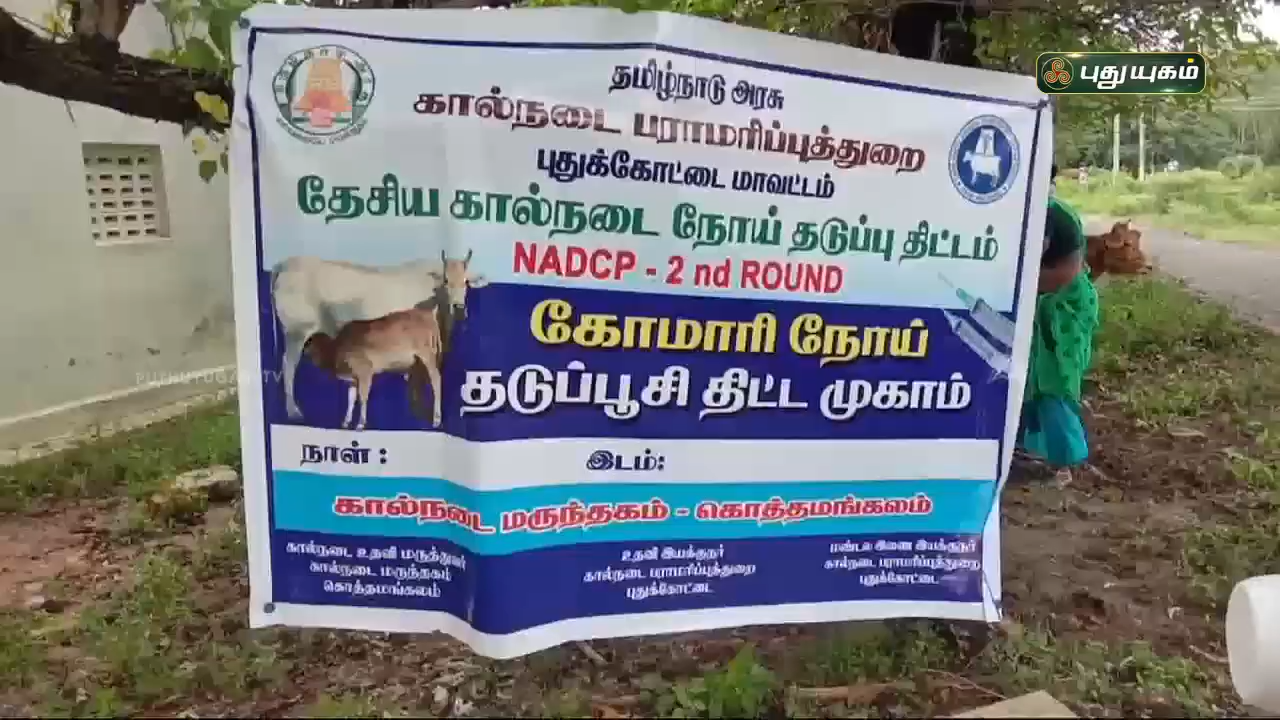 புதுயுகம்
தமிழ்நாடு அரசு
கால்நடை பராமரிப்புத்துறை
புதுக்கோட்டை மாவட்டம்
தேசிய கால்நடை நோய் தடுப்பு திட்டம்
NADCP - 2 nd ROUND
கோமாரி நோய்
தடுப்பூசி திட்ட முகாம்
PUTHUYUGAM TV
நாள் : இடம்:
கால்நடை மருந்தகம் - கொத்தமங்கலம்
கால்நடை உதவி மருத்துவர்
கால்நடை மருந்தகம்
கொத்தமங்கலம்
உதவி இயக்குநர்
கால்நடை பராமரிப்புத்துறை
புதுக்கோட்டை
மண்டல இணை இயக்குநர்
கால்நடை பராமரிப்புத்துறை
புதுக்கோட்டை